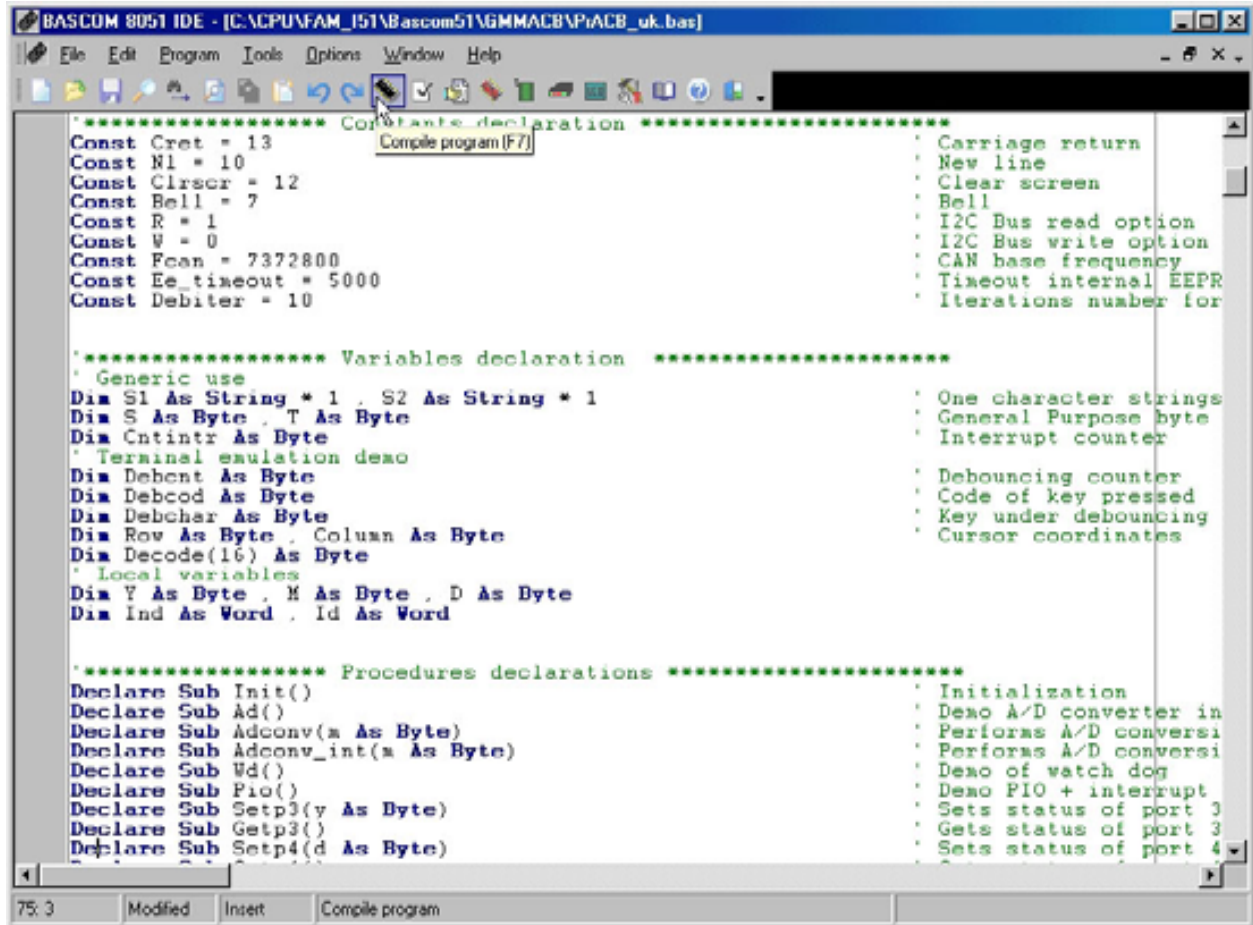 BASCOM 8051 IDE - [C:\CPU\FAM_I51\Bascom51\GMMACB\PrACB_uk.bas]
File Edit Program Tools Options Window Help
'****************** Constants declaration ***********************
Compile program (F7)
Const Cret = 13 ' Carriage return
Const Nl = 10 ' New line
Const Clrscr = 12 ' Clear screen
Const Bell = 7 ' Bell
Const R = 1 ' I2C Bus read option
Const W = 0 ' I2C Bus write option
Const Fcan = 7372800 ' CAN base frequency
Const Ee_timeout = 5000 ' Timeout internal EEPR
Const Debiter = 10 ' Iterations number for
'****************** Variables declaration **********************
' Generic use
Dim S1 As String * 1 , S2 As String * 1 ' One character strings
Dim S As Byte , T As Byte ' General Purpose byte
Dim Cntintr As Byte ' Interrupt counter
' Terminal emulation demo
Dim Debcnt As Byte ' Debouncing counter
Dim Debcod As Byte ' Code of key pressed
Dim Debchar As Byte ' Key under debouncing
Dim Row As Byte , Column As Byte ' Cursor coordinates
Dim Decode(16) As Byte
' Local variables
Dim Y As Byte , M As Byte , D As Byte
Dim Ind As Word , Id As Word
'****************** Procedures declarations **********************
Declare Sub Init() ' Initialization
Declare Sub Ad() ' Demo A/D converter in
Declare Sub Adconv(m As Byte) ' Performs A/D conversi
Declare Sub Adconv_int(m As Byte) ' Performs A/D conversi
Declare Sub Wd() ' Demo of watch dog
Declare Sub Pio() ' Demo PIO + interrupt
Declare Sub Setp3(y As Byte) ' Sets status of port 3
Declare Sub Getp3() ' Gets status of port 3
Declare Sub Setp4(d As Byte) ' Sets status of port 4
75: 3 Modified Insert Compile program